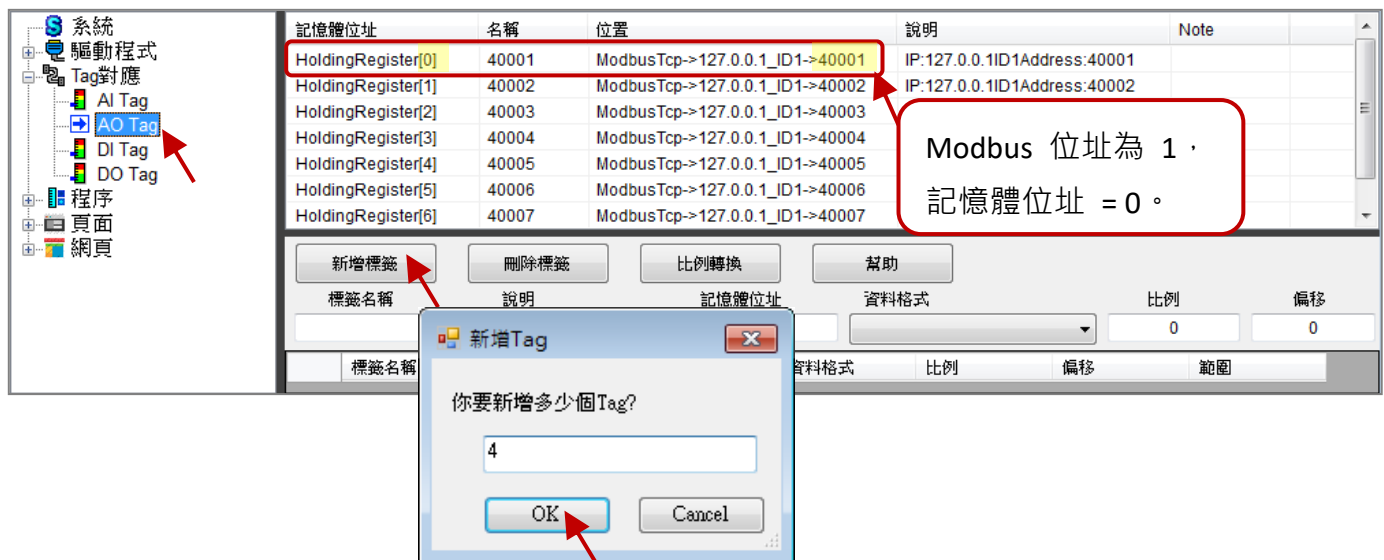 系統
驅動程式
Tag對應
AI Tag
AO Tag
DI Tag
DO Tag
程序
頁面
網頁
記憶體位址 名稱 位置 說明 Note
HoldingRegister[0] 40001 ModbusTcp->127.0.0.1_ID1->40001 IP:127.0.0.1ID1Address:40001
HoldingRegister[1] 40002 ModbusTcp->127.0.0.1_ID1->40002 IP:127.0.0.1ID1Address:40002
HoldingRegister[2] 40003 ModbusTcp->127.0.0.1_ID1->40003
HoldingRegister[3] 40004 ModbusTcp->127.0.0.1_ID1->40004
HoldingRegister[4] 40005 ModbusTcp->127.0.0.1_ID1->40005
HoldingRegister[5] 40006 ModbusTcp->127.0.0.1_ID1->40006
HoldingRegister[6] 40007 ModbusTcp->127.0.0.1_ID1->40007
Modbus 位址為 1，
記憶體位址 = 0。
新增標籤 刪除標籤 比例轉換 幫助
標籤名稱 說明 記憶體位址 資料格式 比例 偏移
0 0
標籤名稱 資料格式 比例 偏移 範圍
新增Tag
你要新增多少個Tag?
4
OK Cancel